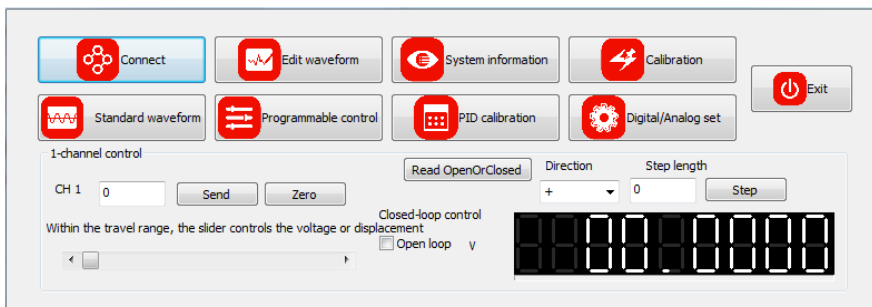 Connect
Edit waveform
System information
Calibration
Exit
Standard waveform
Programmable control
PID calibration
Digital/Analog set
1-channel control
Read OpenOrClosed
Direction
Step length
CH 1
0
Send
Zero
+
0
Step
Closed-loop control
Within the travel range, the slider controls the voltage or displacement
Open loop
V
00.0000